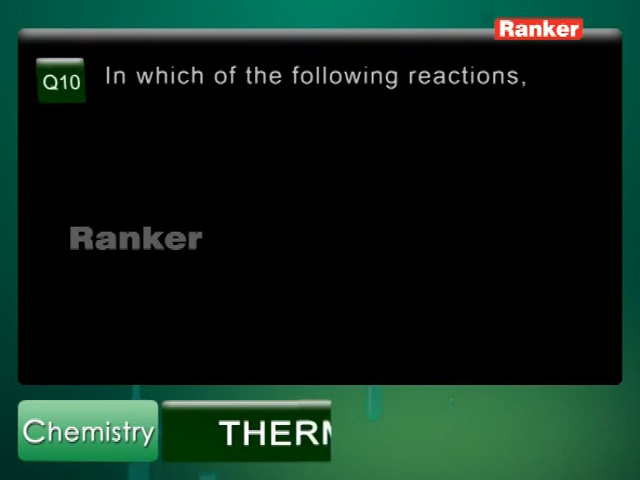 Ranker
Q10 In which of the following reactions,
Ranker
Chemistry THERM